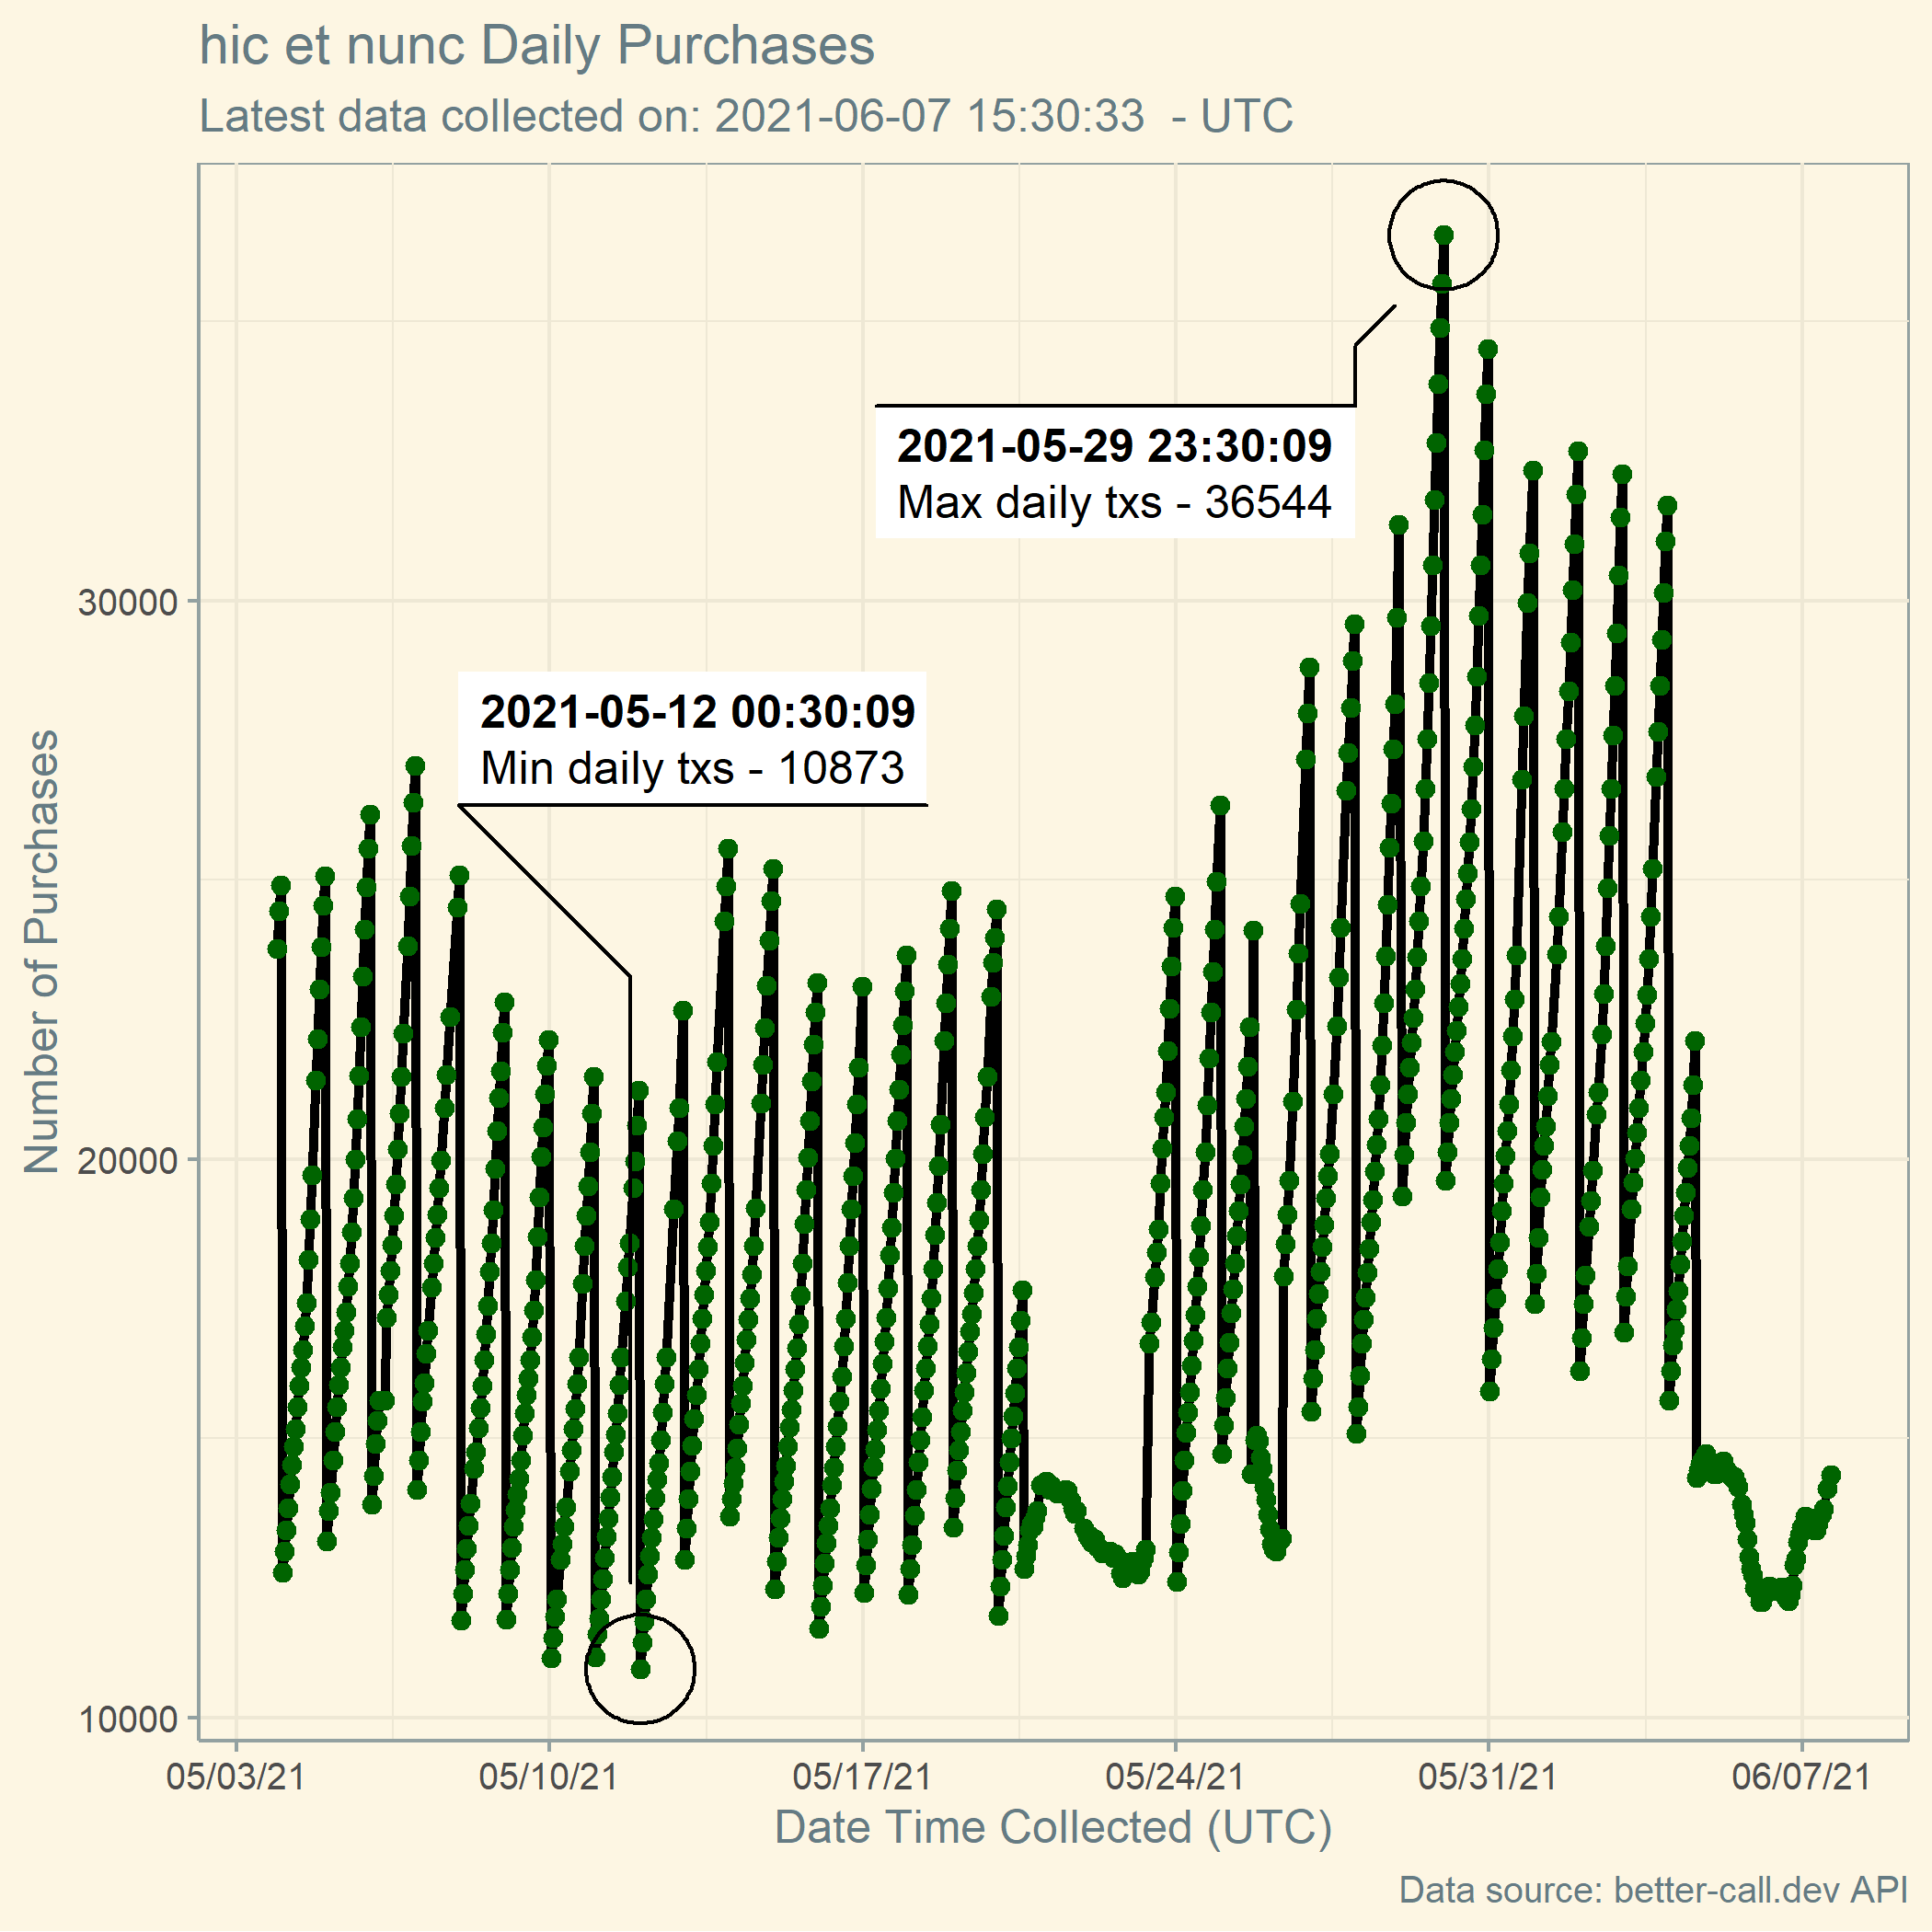 hic et nunc Daily Purchases
Latest data collected on: 2021-06-07 15:30:33  - UTC
2021-05-29 23:30:09
Max daily txs - 36544
2021-05-12 00:30:09
Min daily txs - 10873
Number of Purchases
30000
20000
10000
05/03/21
05/10/21
05/17/21
05/24/21
05/31/21
06/07/21
Date Time Collected (UTC)
Data source: better-call.dev API